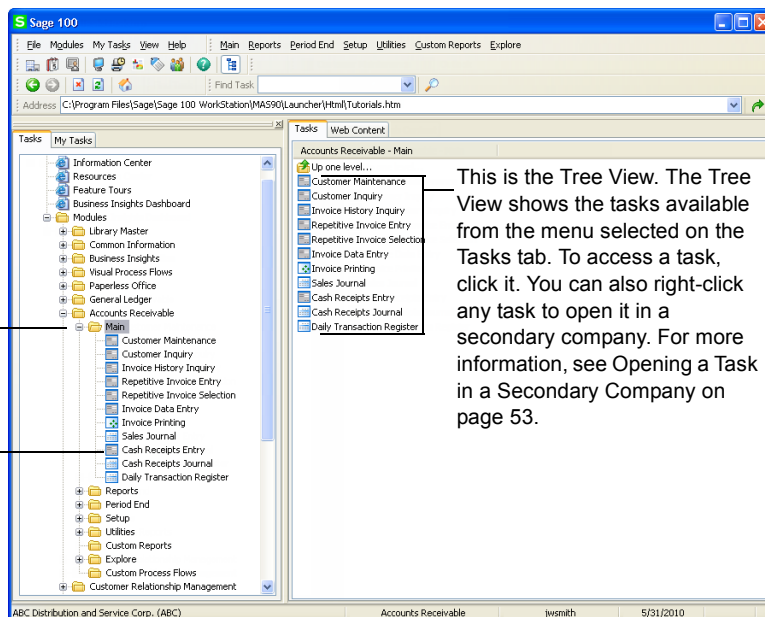 Sage 100
File Modules My Tasks View Help Main Reports Period End Setup Utilities Custom Reports Explore
Find Task
Address C:\Program Files\Sage\Sage 100 WorkStation\MAS90\Launcher\Html\Tutorials.htm
Tasks My Tasks
Information Center
Resources
Feature Tours
Business Insights Dashboard
Modules
Library Master
Common Information
Business Insights
Visual Process Flows
Paperless Office
General Ledger
Accounts Receivable
Main
Customer Maintenance
Customer Inquiry
Invoice History Inquiry
Repetitive Invoice Entry
Repetitive Invoice Selection
Invoice Data Entry
Invoice Printing
Sales Journal
Cash Receipts Entry
Cash Receipts Journal
Daily Transaction Register
Reports
Period End
Setup
Utilities
Custom Reports
Explore
Custom Process Flows
Customer Relationship Management
Tasks Web Content
Accounts Receivable - Main
Up one level...
Customer Maintenance
Customer Inquiry
Invoice History Inquiry
Repetitive Invoice Entry
Repetitive Invoice Selection
Invoice Data Entry
Invoice Printing
Sales Journal
Cash Receipts Entry
Cash Receipts Journal
Daily Transaction Register
This is the Tree View. The Tree
View shows the tasks available
from the menu selected on the
Tasks tab. To access a task,
click it. You can also right-click
any task to open it in a
secondary company. For more
information, see Opening a Task
in a Secondary Company on
page 53.
ABC Distribution and Service Corp. (ABC) Accounts Receivable jwsmith 5/31/2010